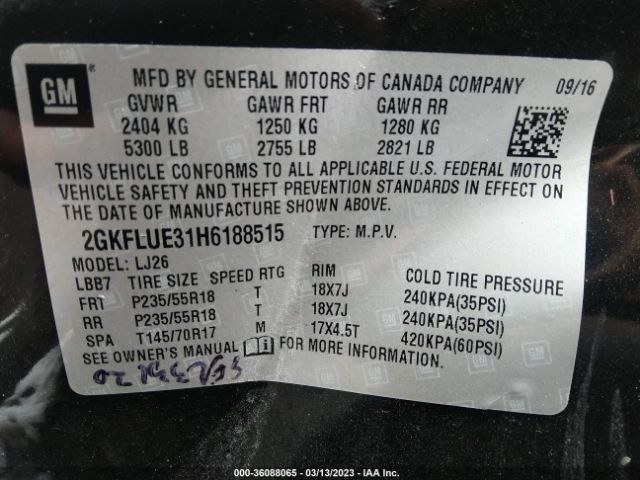 GM ®
MFD BY GENERAL MOTORS OF CANADA COMPANY 09/16
GVWR GAWR FRT GAWR RR
2404 KG 1250 KG 1280 KG
5300 LB 2755 LB 2821 LB
THIS VEHICLE CONFORMS TO ALL APPLICABLE U.S. FEDERAL MOTOR
VEHICLE SAFETY AND THEFT PREVENTION STANDARDS IN EFFECT ON
THE DATE OF MANUFACTURE SHOWN ABOVE.
2GKFLUE31H6188515 TYPE: M.P.V.
MODEL: LJ26
LBB7 TIRE SIZE SPEED RTG RIM COLD TIRE PRESSURE
FRT P235/55R18 T 18X7J 240KPA(35PSI)
RR P235/55R18 T 18X7J 240KPA(35PSI)
SPA T145/70R17 M 17X4.5T 420KPA(60PSI)
SEE OWNER'S MANUAL FOR MORE INFORMATION.
000-36088065 / 03/13/2023 - IAA Inc.